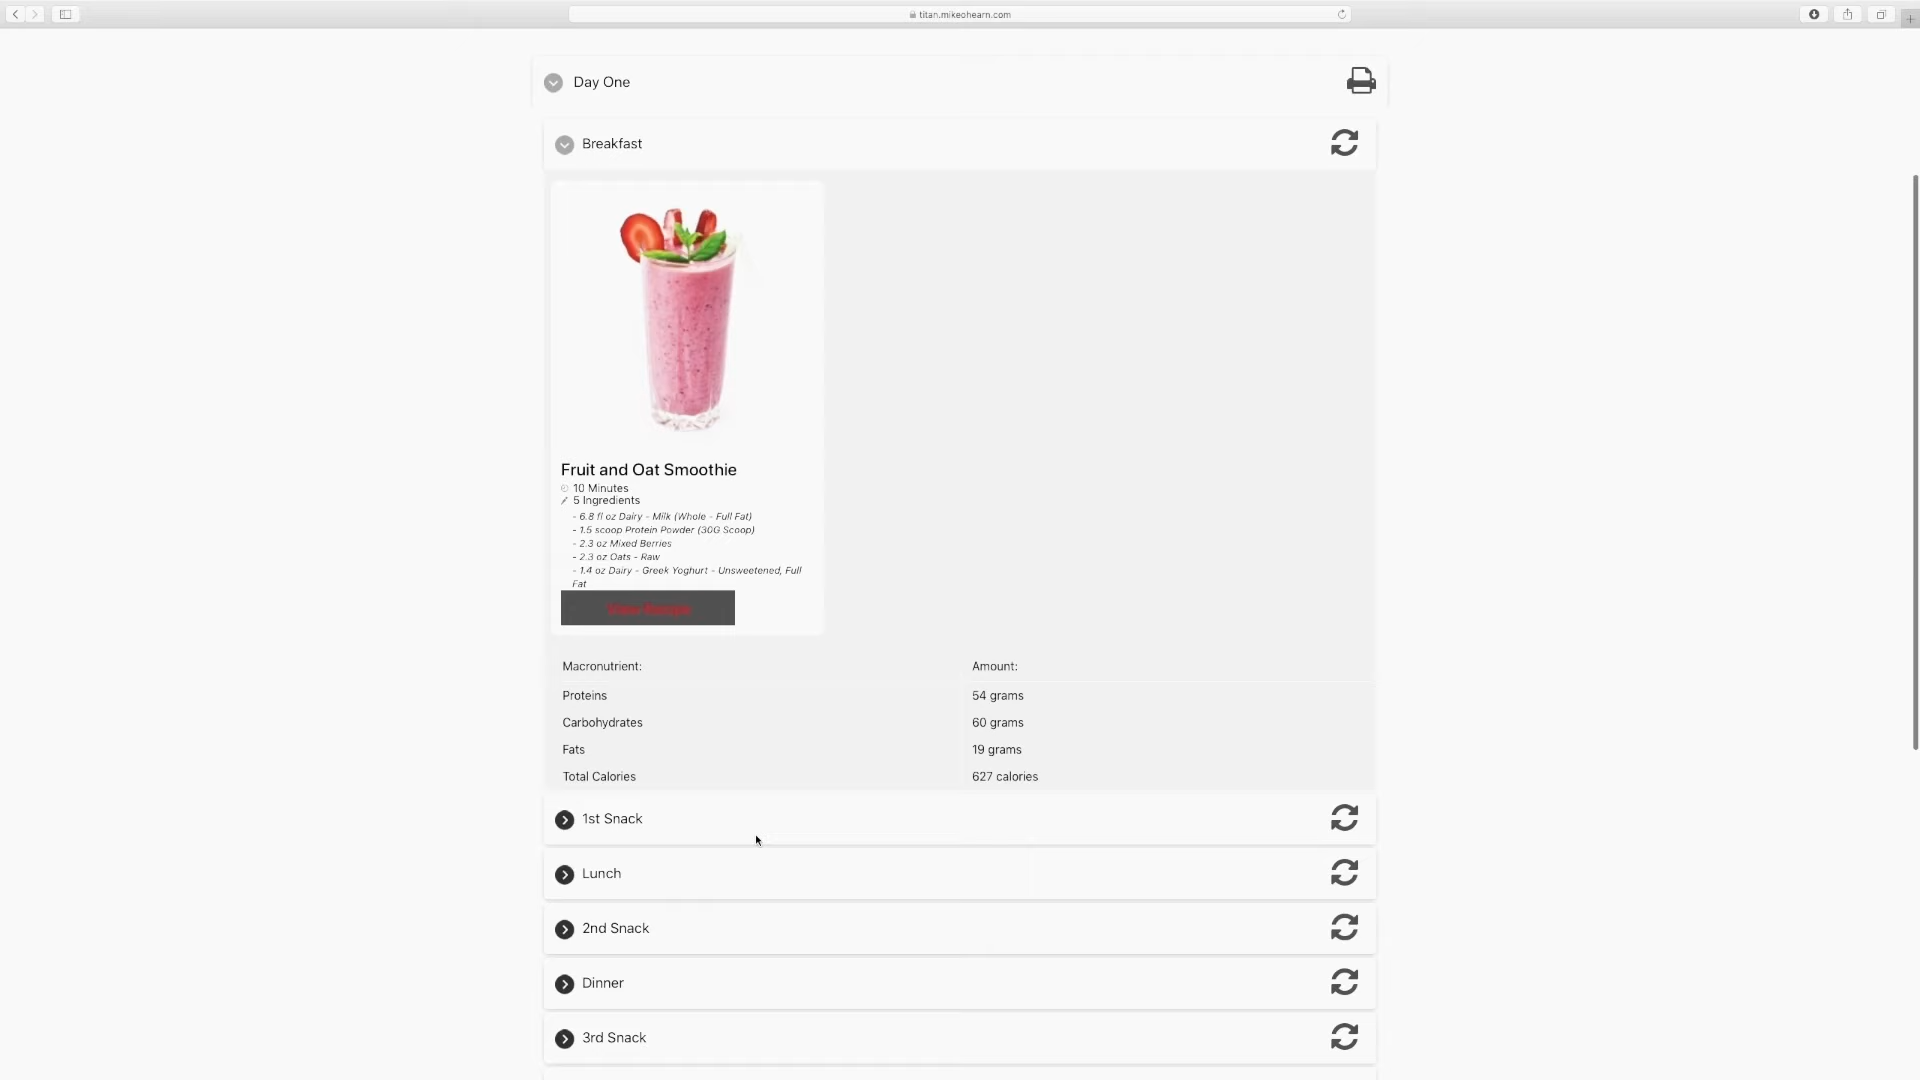 titan.mikeohearn.com
Day One
Breakfast
Fruit and Oat Smoothie
10 Minutes
5 Ingredients
- 6.8 fl oz Dairy - Milk (Whole - Full Fat)
- 1.5 scoop Protein Powder (30G Scoop)
- 2.3 oz Mixed Berries
- 2.3 oz Oats - Raw
- 1.4 oz Dairy - Greek Yoghurt - Unsweetened, Full
Fat
View Recipe
Macronutrient: Amount:
Proteins 54 grams
Carbohydrates 60 grams
Fats 19 grams
Total Calories 627 calories
1st Snack
Lunch
2nd Snack
Dinner
3rd Snack